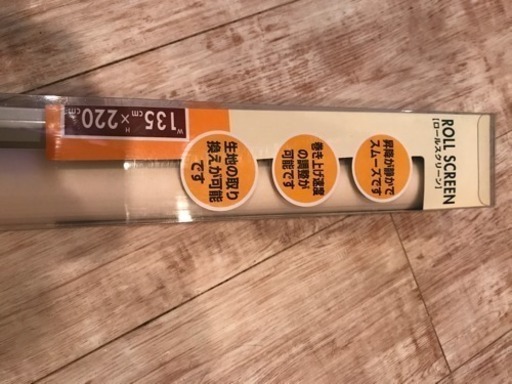 ROLL SCREEN
[ロールスクリーン]
昇降が静かで
スムーズです
巻き上げ速度
の調整が
可能です
生地の取り
換えが可能
です
W135cm×H220cm